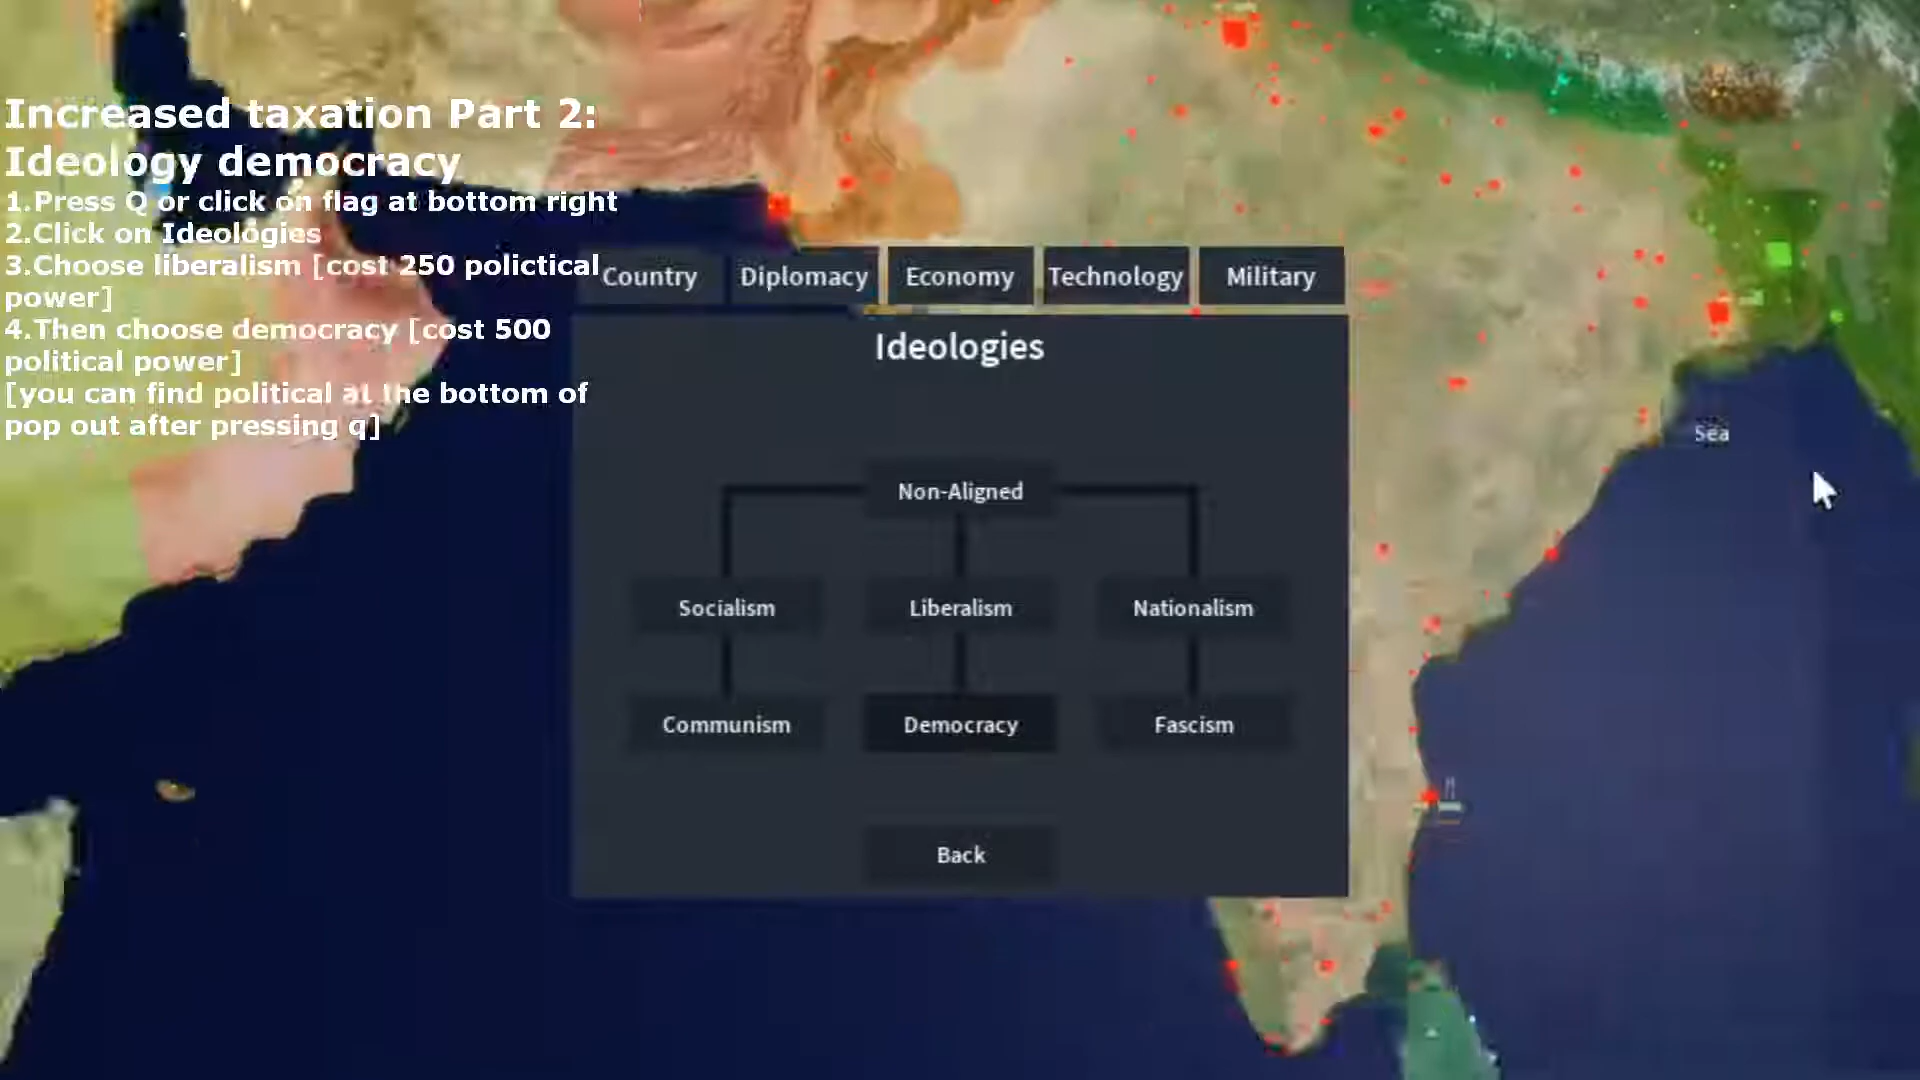 Increased taxation Part 2:
Ideology democracy
1.Press Q or click on flag at bottom right
2.Click on Ideologies
3.Choose liberalism [cost 250 polictical
power]
4.Then choose democracy [cost 500
political power]
[you can find political at the bottom of
pop out after pressing q]
Country Diplomacy Economy Technology Military
Ideologies
Non-Aligned
Socialism Liberalism Nationalism
Communism Democracy Fascism
Back
Sea